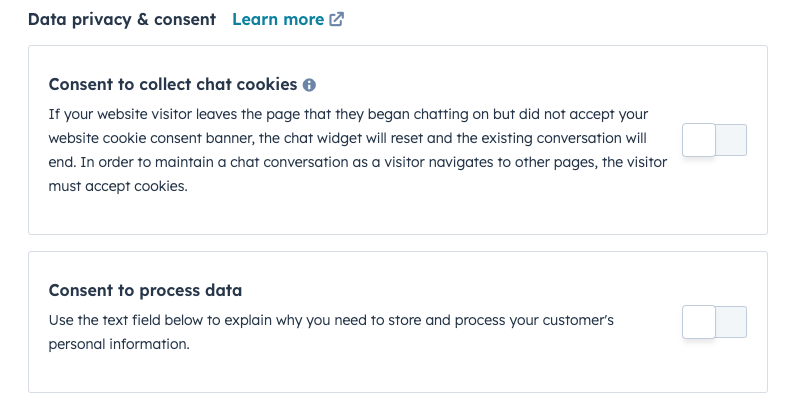 Data privacy & consent Learn more
Consent to collect chat cookies
If your website visitor leaves the page that they began chatting on but did not accept your
website cookie consent banner, the chat widget will reset and the existing conversation will
end. In order to maintain a chat conversation as a visitor navigates to other pages, the visitor
must accept cookies.
Consent to process data
Use the text field below to explain why you need to store and process your customer's
personal information.